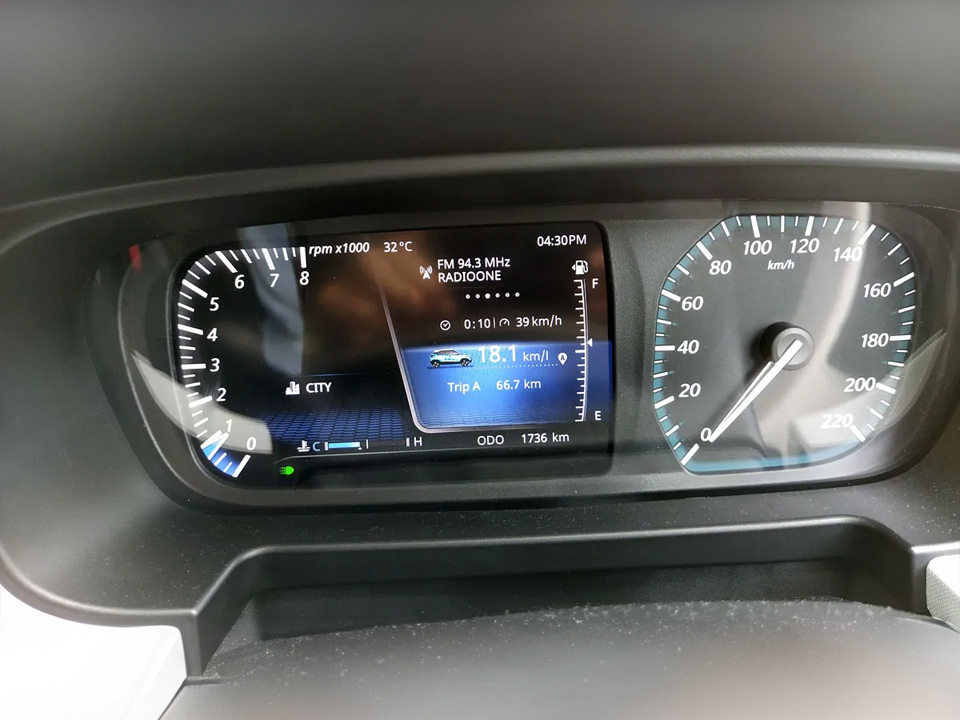 rpm x1000 32 °C 04:30PM
8
7
6
5
4
3
2
1
0
FM 94.3 MHz
RADIOONE
0:10 39 km/h
18.1 km/l
A
Trip A 66.7 km
CITY
C H
ODO 1736 km
F
E
0
20
40
60
80
100
120
140
160
180
200
220
km/h